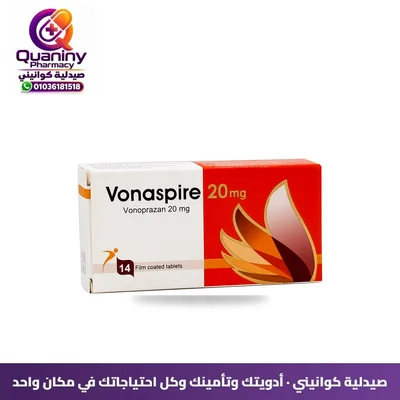 Quaniny
Pharmacy
صيدلية كوانيني
01036181518
Vonaspire 20mg
Vonoprazan 20 mg
14 Film coated tablets
صيدلية كوانيني - أدويتك وتأمينك وكل احتياجاتك في مكان واحد